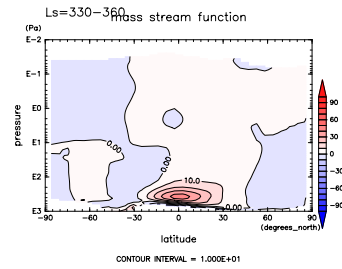 Ls=330-360
mass stream function
(Pa)
E-2
E-1
E0
E1
E2
E3
pressure
0.00
0.00
10.0
0.00
-90 -60 -30 0 30 60 90
(degrees_north)
latitude
90
60
30
0
-30
-60
-90
CONTOUR INTERVAL = 1.000E+01